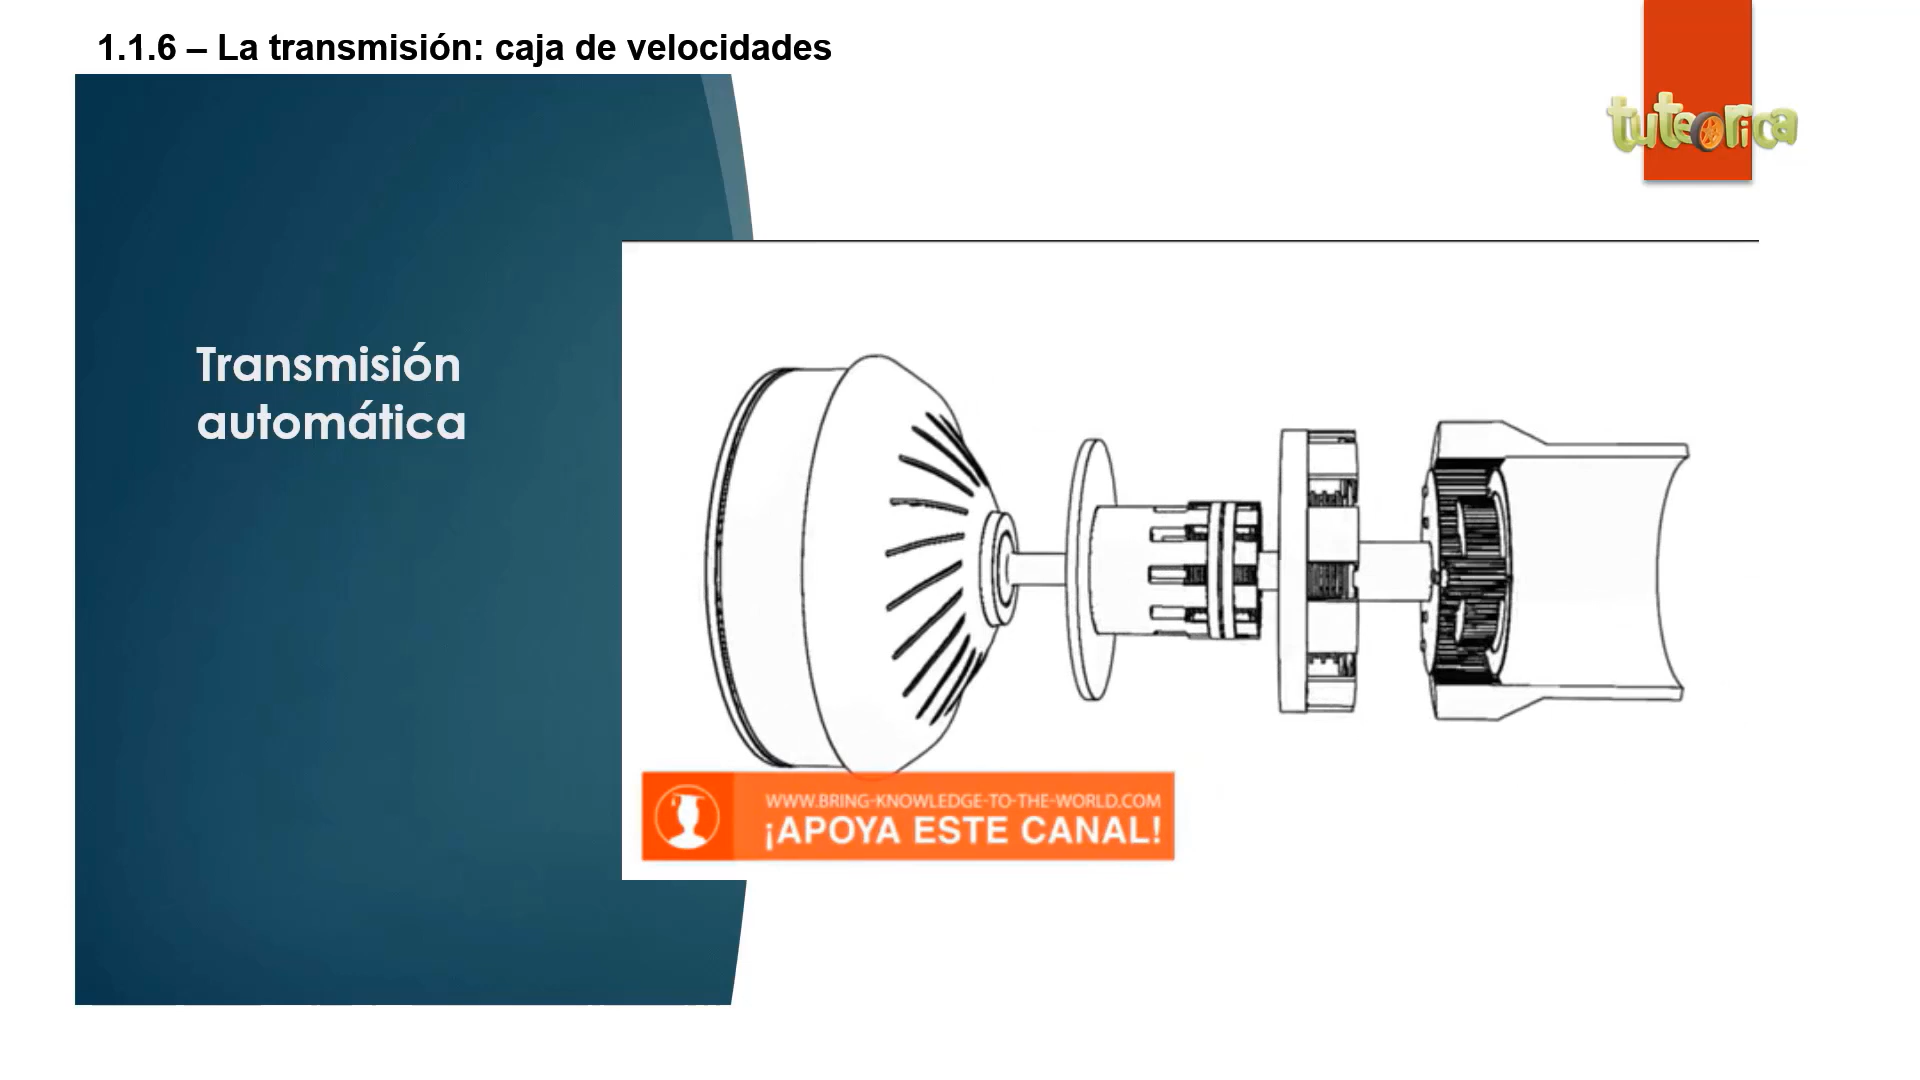 1.1.6 – La transmisión: caja de velocidades
tuteorica
Transmisión
automática
WWW.BRING-KNOWLEDGE-TO-THE-WORLD.COM
¡APOYA ESTE CANAL!